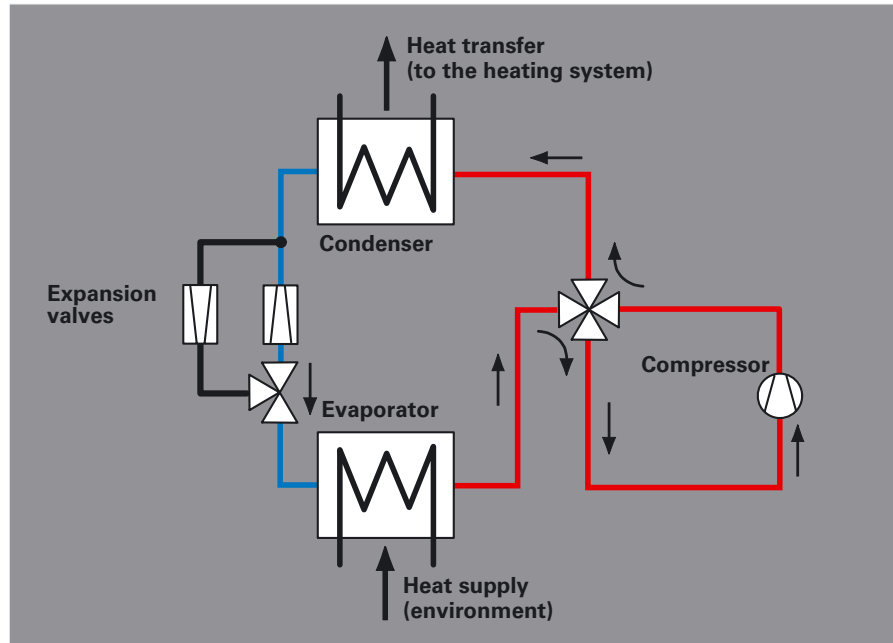 Heat transfer
(to the heating system)
Condenser
Expansion
valves
Compressor
Evaporator
Heat supply
(environment)